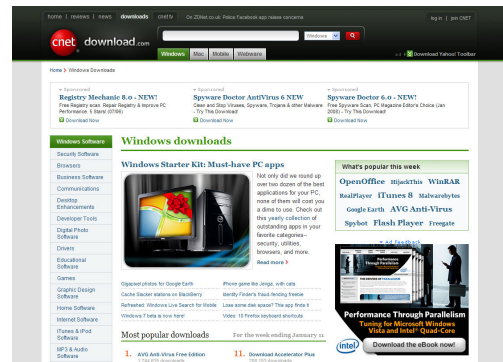 home | reviews | news | downloads | cnet tv On ZDNet.co.uk: Police Facebook app raises concerns log in | join CNET
cnet download.com Windows
Windows Mac Mobile Webware Download Yahoo! Toolbar
Home > Windows Downloads
Sponsored
Registry Mechanix 8.0 - NEW!
Free Registry scan. Repair Registry & Improve PC
Performance. 5 Stars! (07/06)
Download Now
Sponsored
Spyware Doctor AntiVirus 6 NEW
Clean and Stop Viruses, Spyware, Trojans & other Malware
- Try This Download!
Download Now
Sponsored
Spyware Doctor 6.0 - NEW!
Free Spyware Scan, PC Magazine Editor's Choice (Jan
2008) - Try This Download!
Download Now
Windows Software
Security Software
Browsers
Business Software
Communications
Desktop
Enhancements
Developer Tools
Digital Photo
Software
Drivers
Educational
Software
Games
Graphic Design
Software
Home Software
Internet Software
iTunes & iPod
Software
MP3 & Audio
Software
Windows downloads
Windows Starter Kit: Must-have PC apps
Not only did we round up
over two dozen of the best
applications for your PC,
none of them will cost you
a dime to use. Check out
this yearly collection of
outstanding apps in your
favorite categories--
security, utilities,
browsers, and more.
Read more >
Gigapixel photos for Google Earth
Cache Slacker stations on BlackBerry
Refreshed: Windows Live Search for Mobile
Windows 7 beta is now here!
iPhone game like Jenga, with cats
Identity Finder's fraud-fending freebie
Lose some disk space? This app finds it
Video: 10 Firefox keyboard shortcuts
Most popular downloads For the week ending January 11
1. AVG Anti-Virus Free Edition
11. Download Accelerator Plus
What's popular this week
OpenOffice HijackThis WinRAR
RealPlayer iTunes 8 Malwarebytes
Google Earth AVG Anti-Virus
Spybot Flash Player Freegate
Ad Feedback
Performance Through Parallelism
Tuning for Microsoft Windows
Vista and Intel® Quad-Core
intel Download the eBook now!